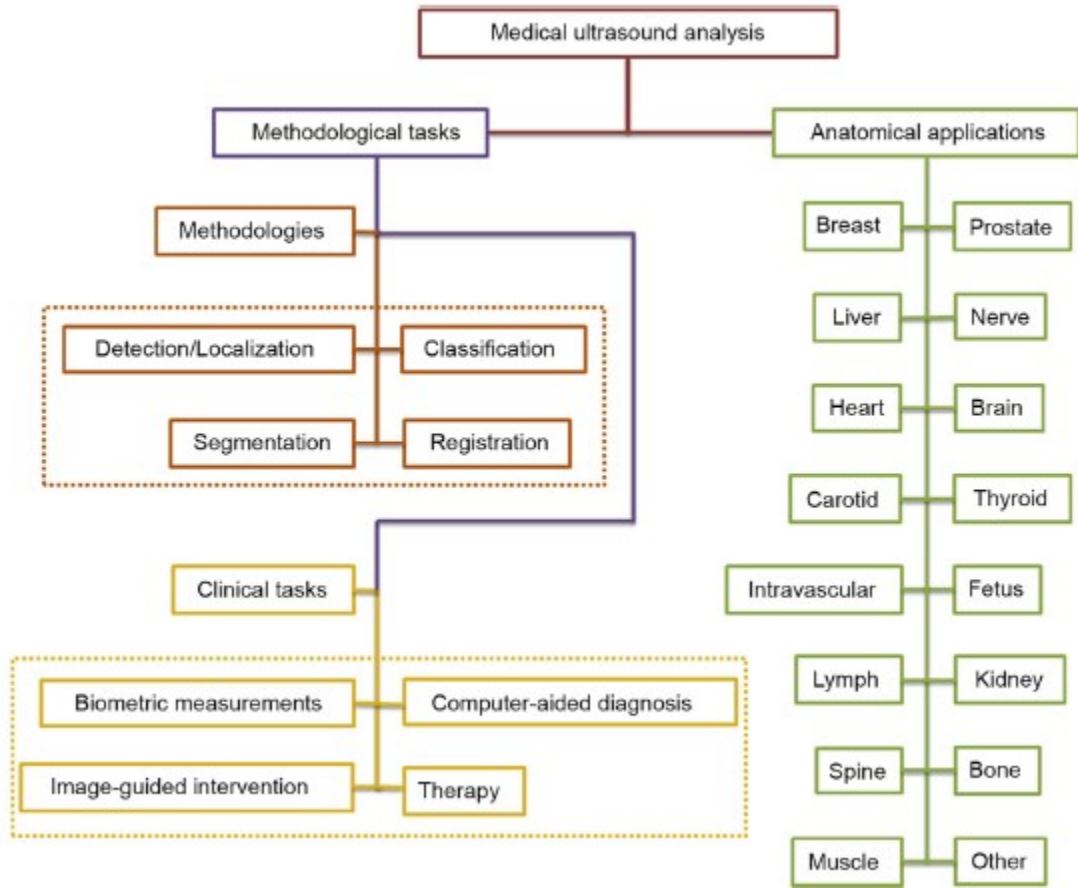 Medical ultrasound analysis
Methodological tasks
Anatomical applications
Methodologies
Detection/Localization
Classification
Segmentation
Registration
Clinical tasks
Biometric measurements
Computer-aided diagnosis
Image-guided intervention
Therapy
Breast
Prostate
Liver
Nerve
Heart
Brain
Carotid
Thyroid
Intravascular
Fetus
Lymph
Kidney
Spine
Bone
Muscle
Other